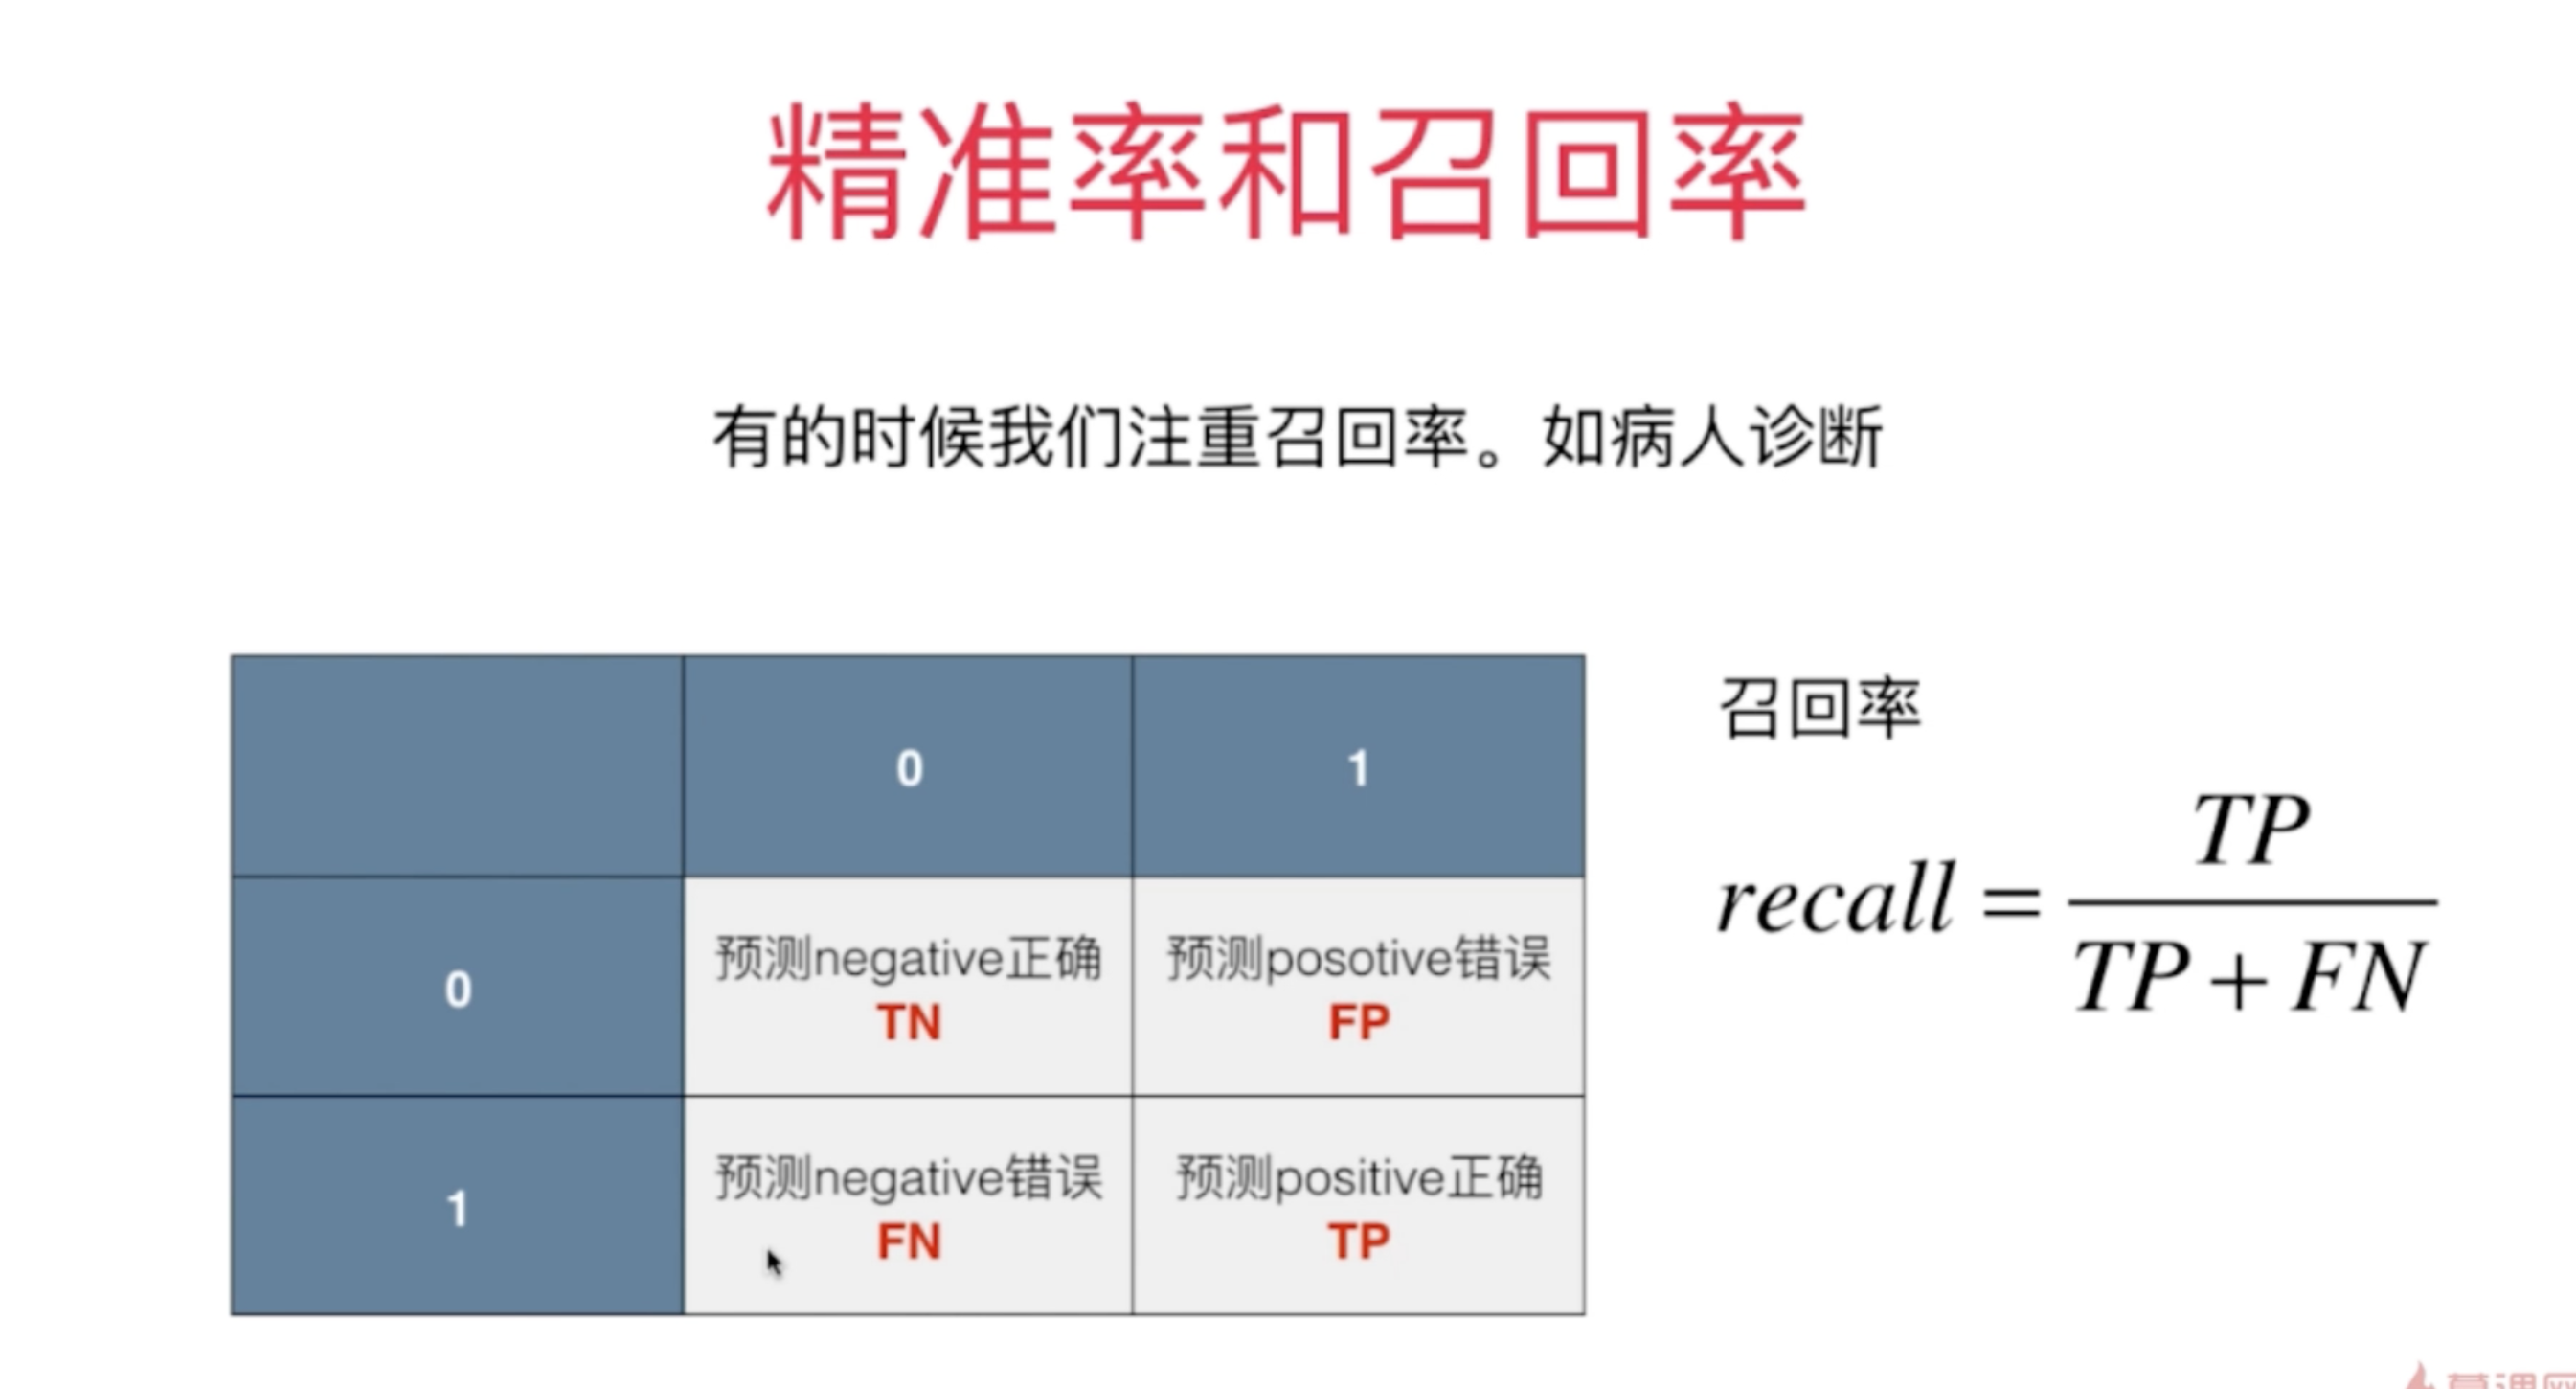 精准率和召回率
有的时候我们注重召回率。如病人诊断
0 1
0 预测negative正确 预测posotive错误
TN FP
1 预测negative错误 预测positive正确
FN TP
召回率
recall = TP / TP + FN